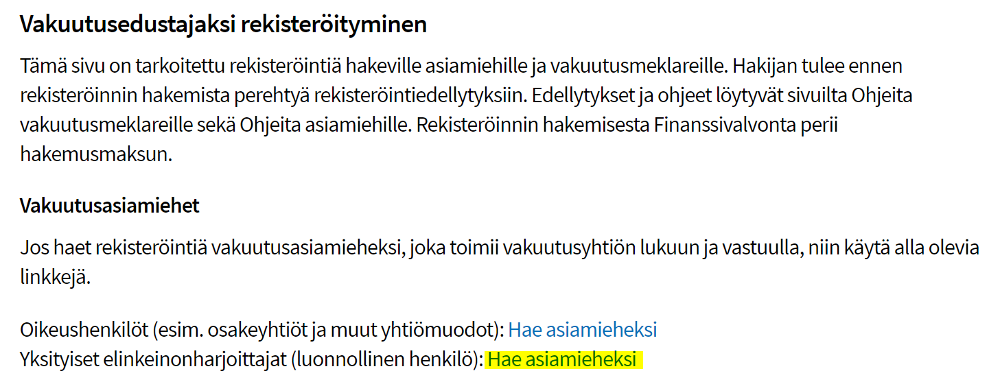 Vakuutusedustajaksi rekisteröityminen
Tämä sivu on tarkoitettu rekisteröintiä hakeville asiamiehille ja vakuutusmeklareille. Hakijan tulee ennen
rekisteröinnin hakemista perehtyä rekisteröintiedellytyksiin. Edellytykset ja ohjeet löytyvät sivuilta Ohjeita
vakuutusmeklareille sekä Ohjeita asiamiehille. Rekisteröinnin hakemisesta Finanssivalvonta perii
hakemusmaksun.
Vakuutusasiamiehet
Jos haet rekisteröintiä vakuutusasiamieheksi, joka toimii vakuutusyhtiön lukuun ja vastuulla, niin käytä alla olevia
linkkejä.
Oikeushenkilöt (esim. osakeyhtiöt ja muut yhtiömuodot): Hae asiamieheksi
Yksityiset elinkeinonharjoittajat (luonnollinen henkilö): Hae asiamieheksi